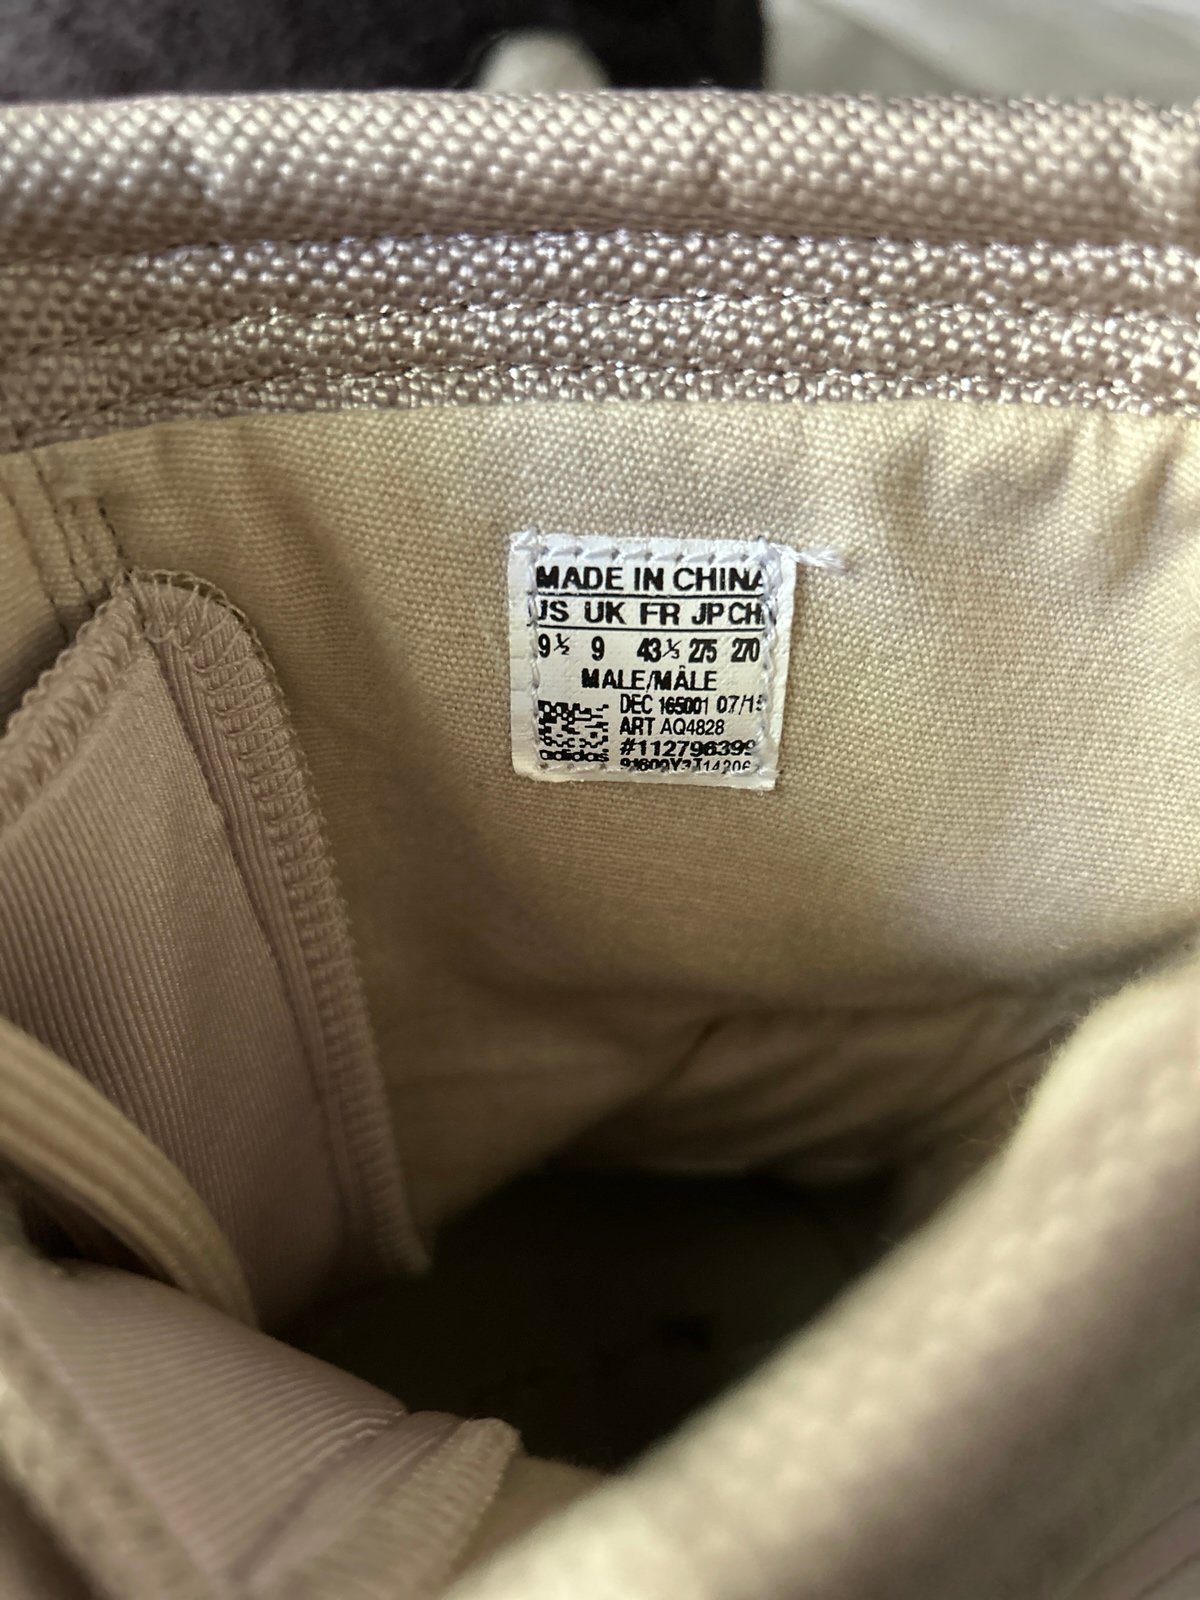 MADE IN CHINA
US UK FR JP CHN
9½ 9 43⅓ 275 270
MALE/MÂLE
DEC 165001 07/15
ART AQ4828
#112796399
adidas